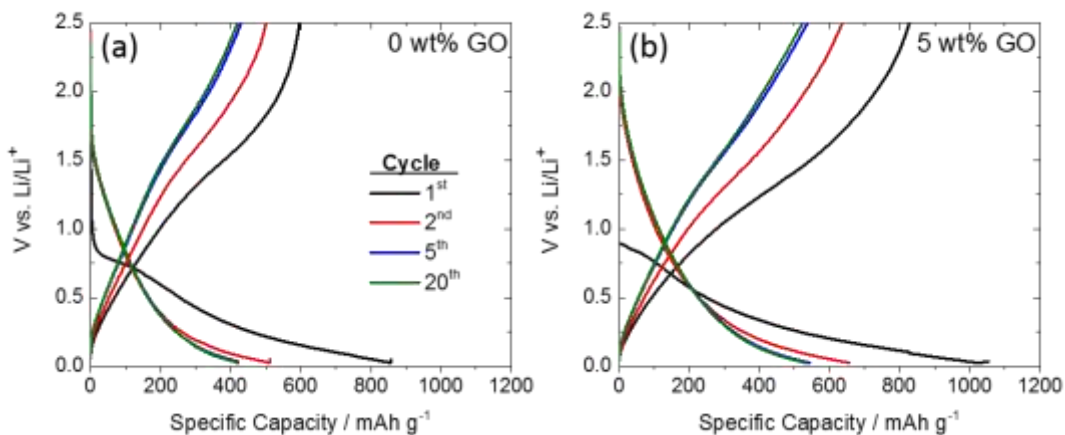 (a)
0 wt% GO
2.5
2.0
1.5
1.0
0.5
0.0
V vs. Li/Li⁺
Cycle
1ˢᵗ
2ⁿᵈ
5ᵗʰ
20ᵗʰ
0 200 400 600 800 1000 1200
Specific Capacity / mAh g⁻¹
(b)
5 wt% GO
2.5
2.0
1.5
1.0
0.5
0.0
V vs. Li/Li⁺
0 200 400 600 800 1000 1200
Specific Capacity / mAh g⁻¹